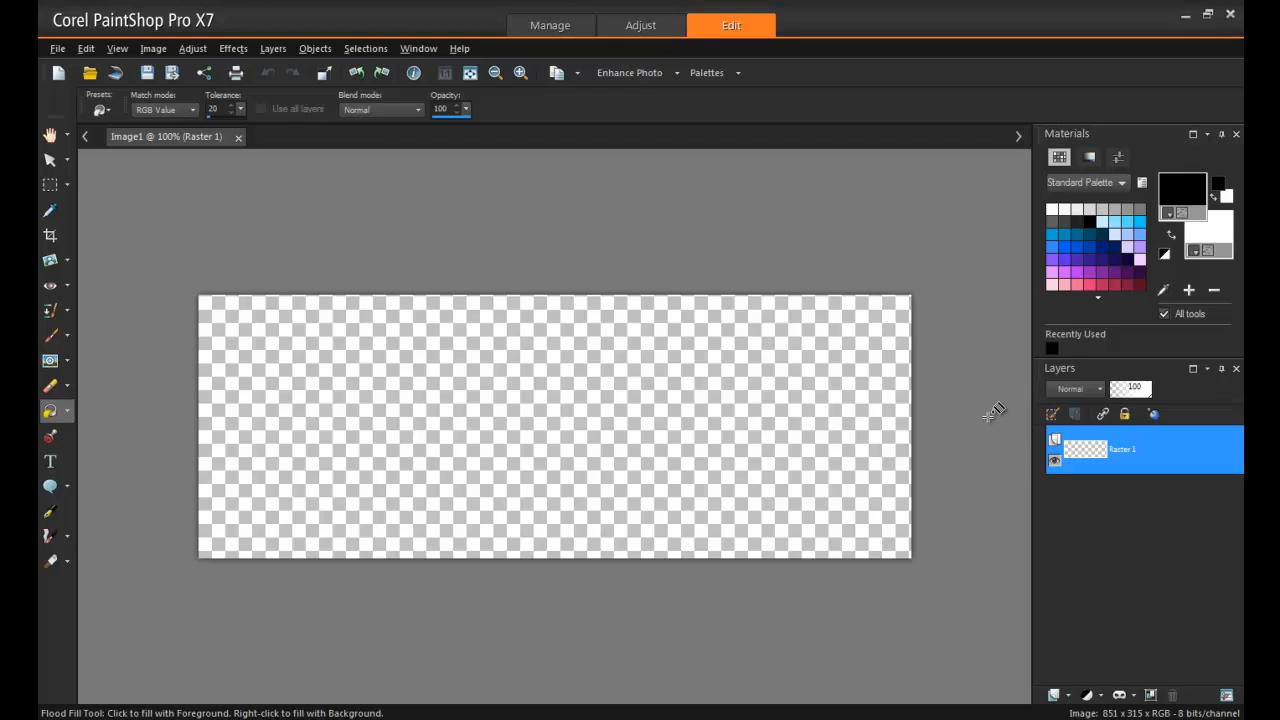 Corel PaintShop Pro X7
Manage
Adjust
Edit
File Edit View Image Adjust Effects Layers Objects Selections Window Help
Enhance Photo
Palettes
Presets: Match mode: Tolerance: Blend mode: Opacity:
RGB Value 20 Use all layers Normal 100
Image1 @ 100% (Raster 1)
Materials
Standard Palette
All tools
Recently Used
Layers
Normal 100
Raster 1
Flood Fill Tool: Click to fill with Foreground. Right-click to fill with Background.
Image: 851 x 315 x RGB - 8 bits/channel